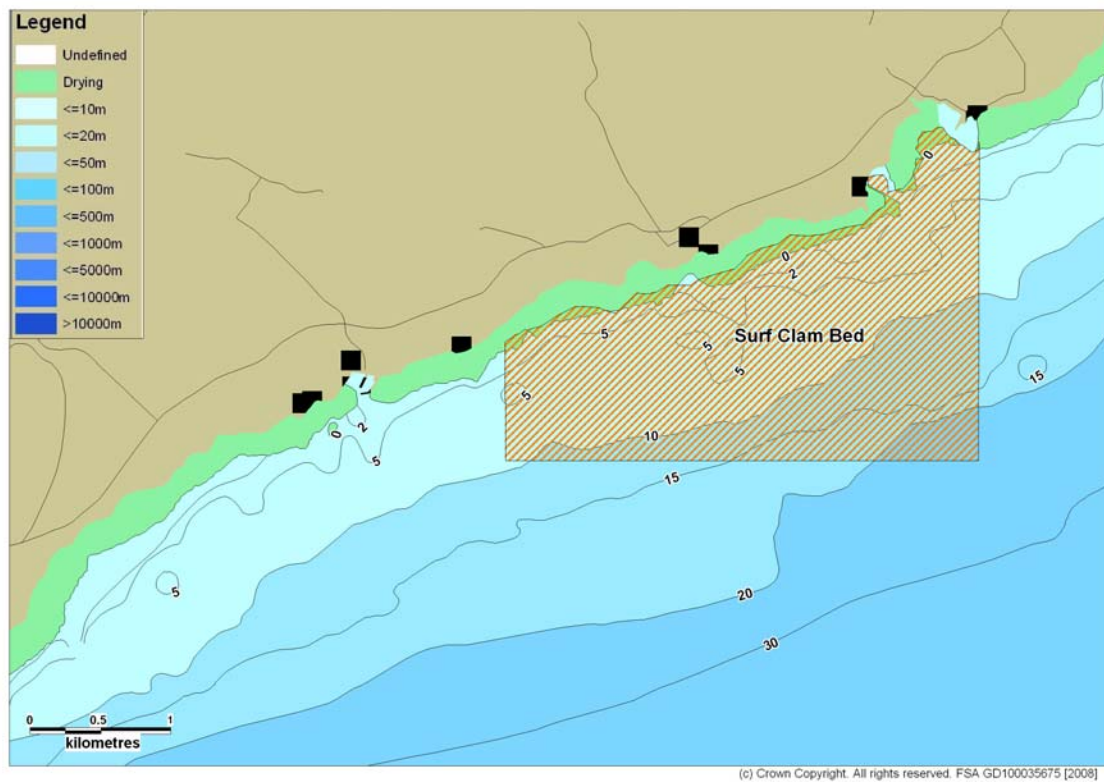 Legend
Undefined
Drying
<=10m
<=20m
<=50m
<=100m
<=500m
<=1000m
<=5000m
<=10000m
>10000m
0
0
2
5
Surf Clam Bed
5
5
5
15
0
2
10
5
15
5
20
30
0 0.5 1
kilometres
(c) Crown Copyright. All rights reserved. FSA GD100035675 [2008]